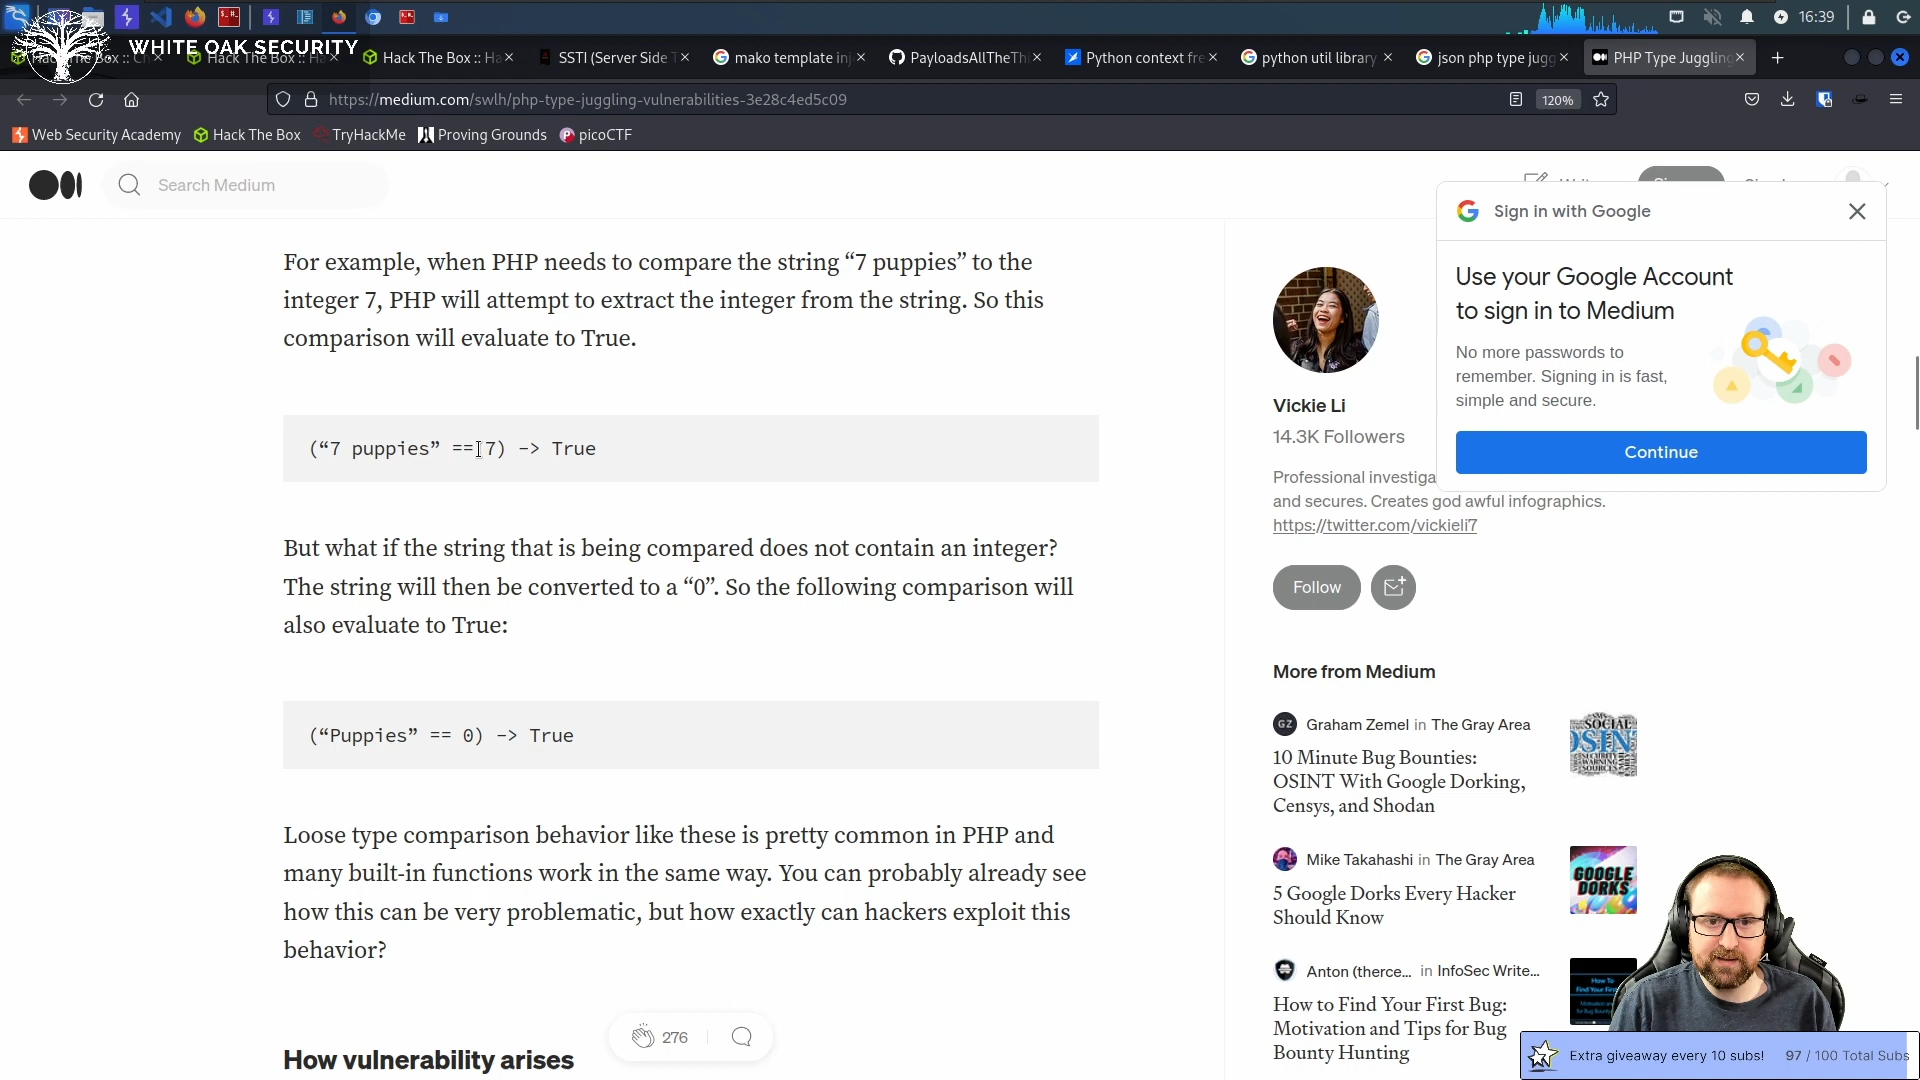 16:39
WHITE OAK SECURITY
Hack The Box :: Ha
SSTI (Server Side T
mako template inj
PayloadsAllTheThi
Python context fre
python util library
json php type jugg
PHP Type Juggling
https://medium.com/swlh/php-type-juggling-vulnerabilities-3e28c4ed5c09
120%
Web Security Academy
Hack The Box
TryHackMe
Proving Grounds
picoCTF
Search Medium
For example, when PHP needs to compare the string “7 puppies” to the
integer 7, PHP will attempt to extract the integer from the string. So this
comparison will evaluate to True.
(“7 puppies” == 7) -> True
But what if the string that is being compared does not contain an integer?
The string will then be converted to a “0”. So the following comparison will
also evaluate to True:
(“Puppies” == 0) -> True
Loose type comparison behavior like these is pretty common in PHP and
many built-in functions work in the same way. You can probably already see
how this can be very problematic, but how exactly can hackers exploit this
behavior?
276
How vulnerability arises
Sign in with Google
Use your Google Account
to sign in to Medium
No more passwords to
remember. Signing in is fast,
simple and secure.
Continue
Vickie Li
14.3K Followers
Professional investiga
and secures. Creates god awful infographics.
https://twitter.com/vickieli7
Follow
More from Medium
GZ
Graham Zemel in The Gray Area
10 Minute Bug Bounties:
OSINT With Google Dorking,
Censys, and Shodan
SOCIAL
OSINT
Mike Takahashi in The Gray Area
5 Google Dorks Every Hacker
Should Know
GOOGLE
DORKS
Anton (therce... in InfoSec Write...
How to Find Your First Bug:
Motivation and Tips for Bug
Bounty Hunting
How To
Find Your First
Extra giveaway every 10 subs! 97 / 100 Total Subs